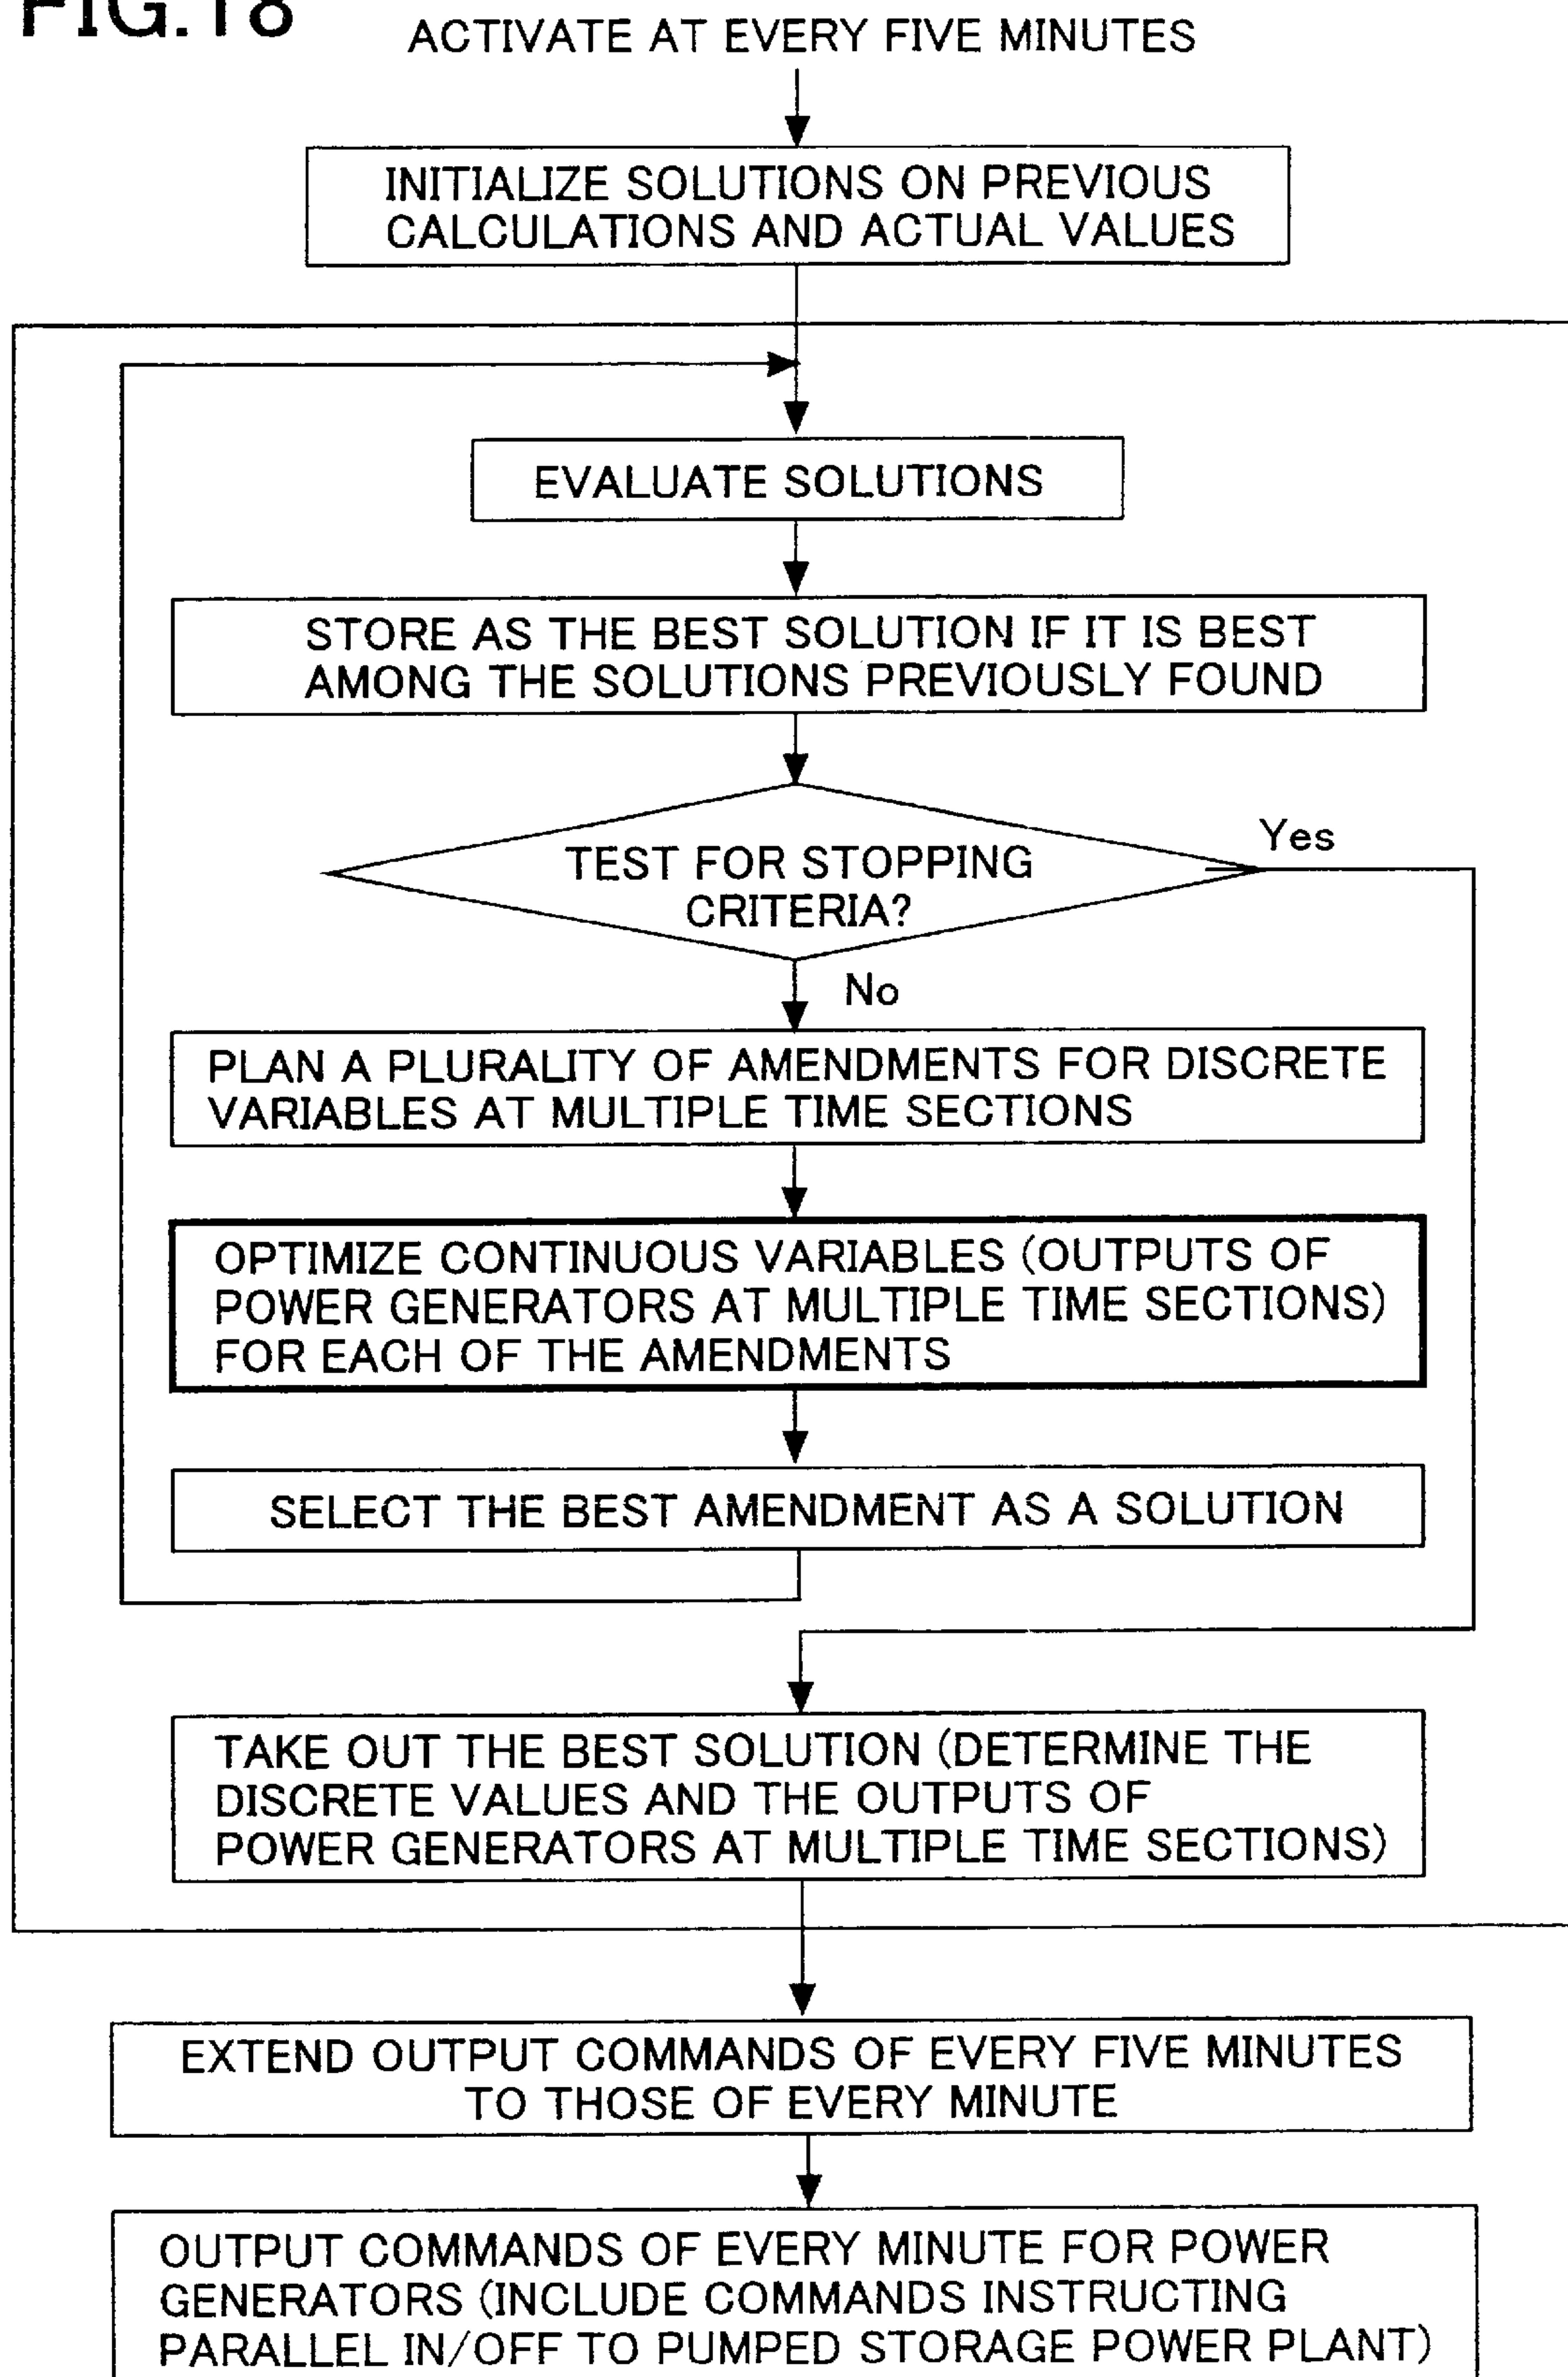 FIG.18
ACTIVATE AT EVERY FIVE MINUTES
INITIALIZE SOLUTIONS ON PREVIOUS
CALCULATIONS AND ACTUAL VALUES
EVALUATE SOLUTIONS
STORE AS THE BEST SOLUTION IF IT IS BEST
AMONG THE SOLUTIONS PREVIOUSLY FOUND
TEST FOR STOPPING
CRITERIA?
Yes
No
PLAN A PLURALITY OF AMENDMENTS FOR DISCRETE
VARIABLES AT MULTIPLE TIME SECTIONS
OPTIMIZE CONTINUOUS VARIABLES (OUTPUTS OF
POWER GENERATORS AT MULTIPLE TIME SECTIONS)
FOR EACH OF THE AMENDMENTS
SELECT THE BEST AMENDMENT AS A SOLUTION
TAKE OUT THE BEST SOLUTION (DETERMINE THE
DISCRETE VALUES AND THE OUTPUTS OF
POWER GENERATORS AT MULTIPLE TIME SECTIONS)
EXTEND OUTPUT COMMANDS OF EVERY FIVE MINUTES
TO THOSE OF EVERY MINUTE
OUTPUT COMMANDS OF EVERY MINUTE FOR POWER
GENERATORS (INCLUDE COMMANDS INSTRUCTING
PARALLEL IN/OFF TO PUMPED STORAGE POWER PLANT)